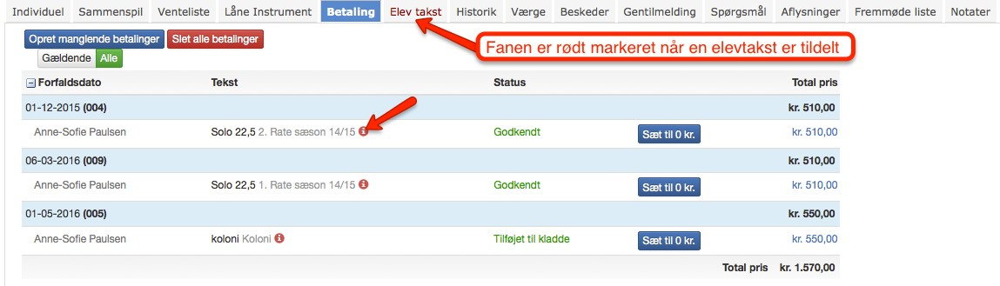 Individuel Sammenspil Venteliste Låne Instrument Betaling Elev takst Historik Værge Beskeder Gentilmelding Spørgsmål Aflysninger Fremmøde liste Notater
Opret manglende betalinger Slet alle betalinger
Fanen er rødt markeret når en elevtakst er tildelt
Gældende Alle
Forfaldsdato Tekst Status Total pris
01-12-2015 (004) kr. 510,00
Anne-Sofie Paulsen Solo 22,5 2. Rate sæson 14/15 Godkendt Sæt til 0 kr. kr. 510,00
06-03-2016 (009) kr. 510,00
Anne-Sofie Paulsen Solo 22,5 1. Rate sæson 14/15 Godkendt Sæt til 0 kr. kr. 510,00
01-05-2016 (005) kr. 550,00
Anne-Sofie Paulsen koloni Koloni Tilføjet til kladde Sæt til 0 kr. kr. 550,00
Total pris kr. 1.570,00